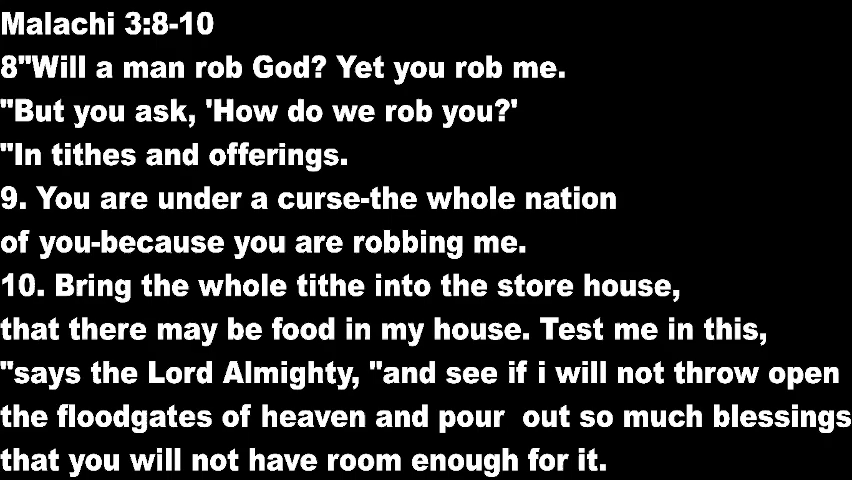 Malachi 3:8-10
8"Will a man rob God? Yet you rob me.
"But you ask, 'How do we rob you?'
"In tithes and offerings.
9. You are under a curse-the whole nation
of you-because you are robbing me.
10. Bring the whole tithe into the store house,
that there may be food in my house. Test me in this,
"says the Lord Almighty, "and see if i will not throw open
the floodgates of heaven and pour  out so much blessings
that you will not have room enough for it.